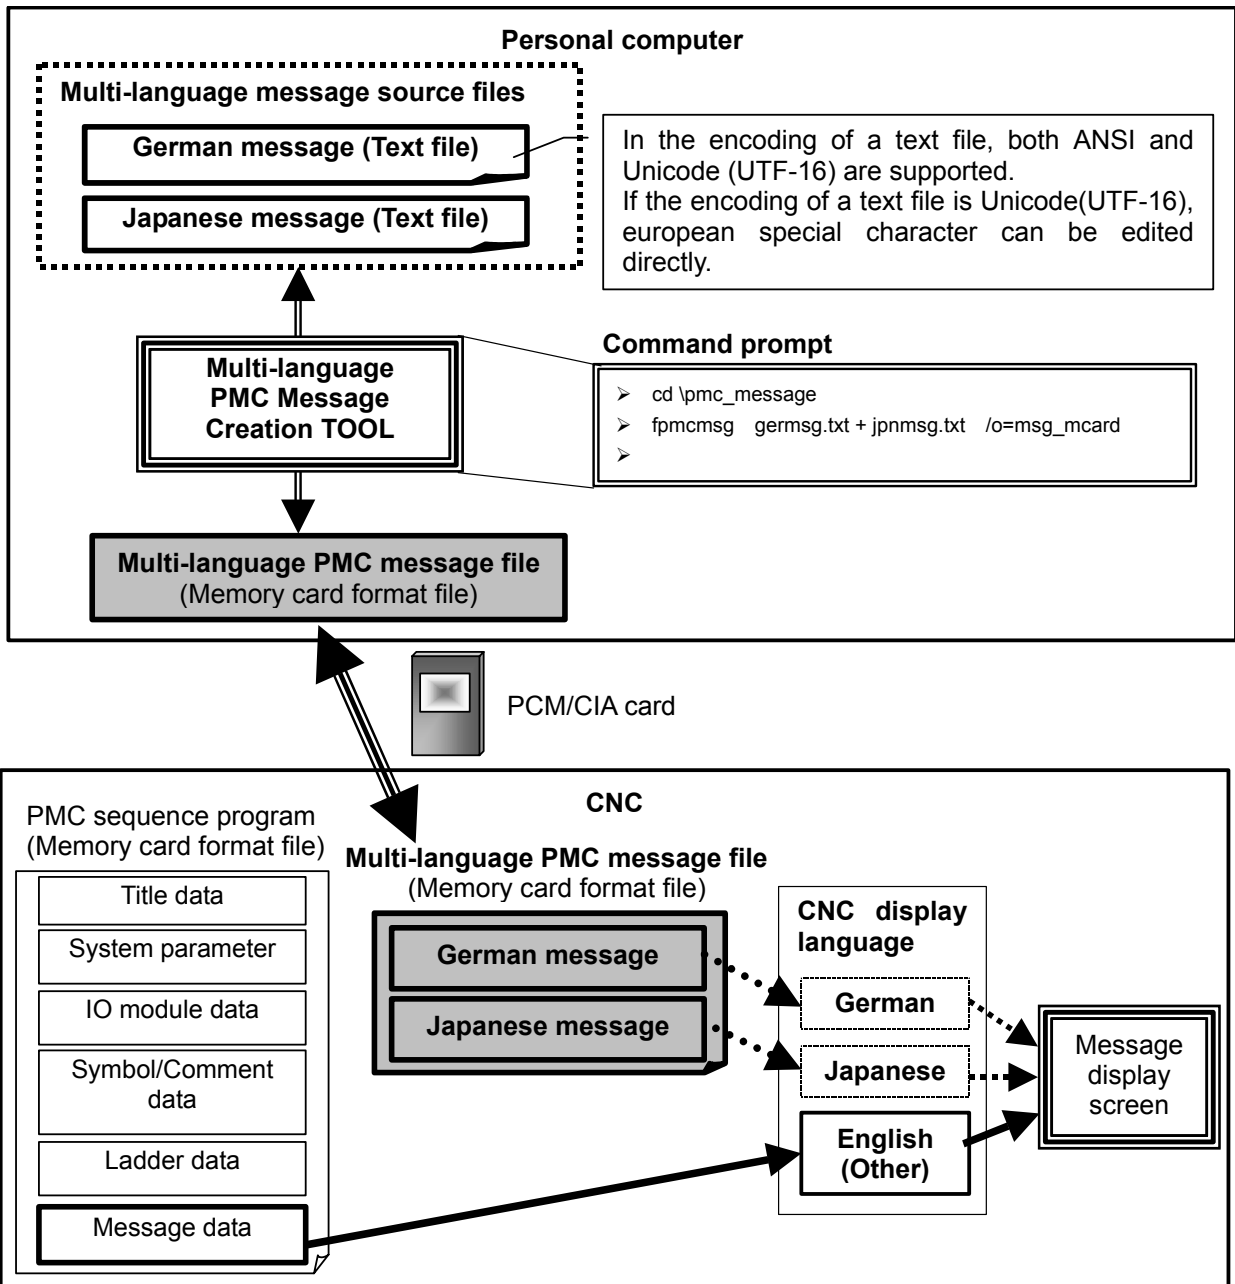 Personal computer
Multi-language message source files
German message (Text file)
Japanese message (Text file)
In the encoding of a text file, both ANSI and
Unicode (UTF-16) are supported.
If the encoding of a text file is Unicode(UTF-16),
european special character can be edited
directly.
Multi-language
PMC Message
Creation TOOL
Command prompt
➢ cd \pmc_message
➢ fpmcmsg germsg.txt + jpnmsg.txt /o=msg_mcard
➢
Multi-language PMC message file
(Memory card format file)
PCM/CIA card
CNC
PMC sequence program
(Memory card format file)
Title data
System parameter
IO module data
Symbol/Comment
data
Ladder data
Message data
Multi-language PMC message file
(Memory card format file)
German message
Japanese message
CNC display
language
German
Japanese
English
(Other)
Message
display
screen